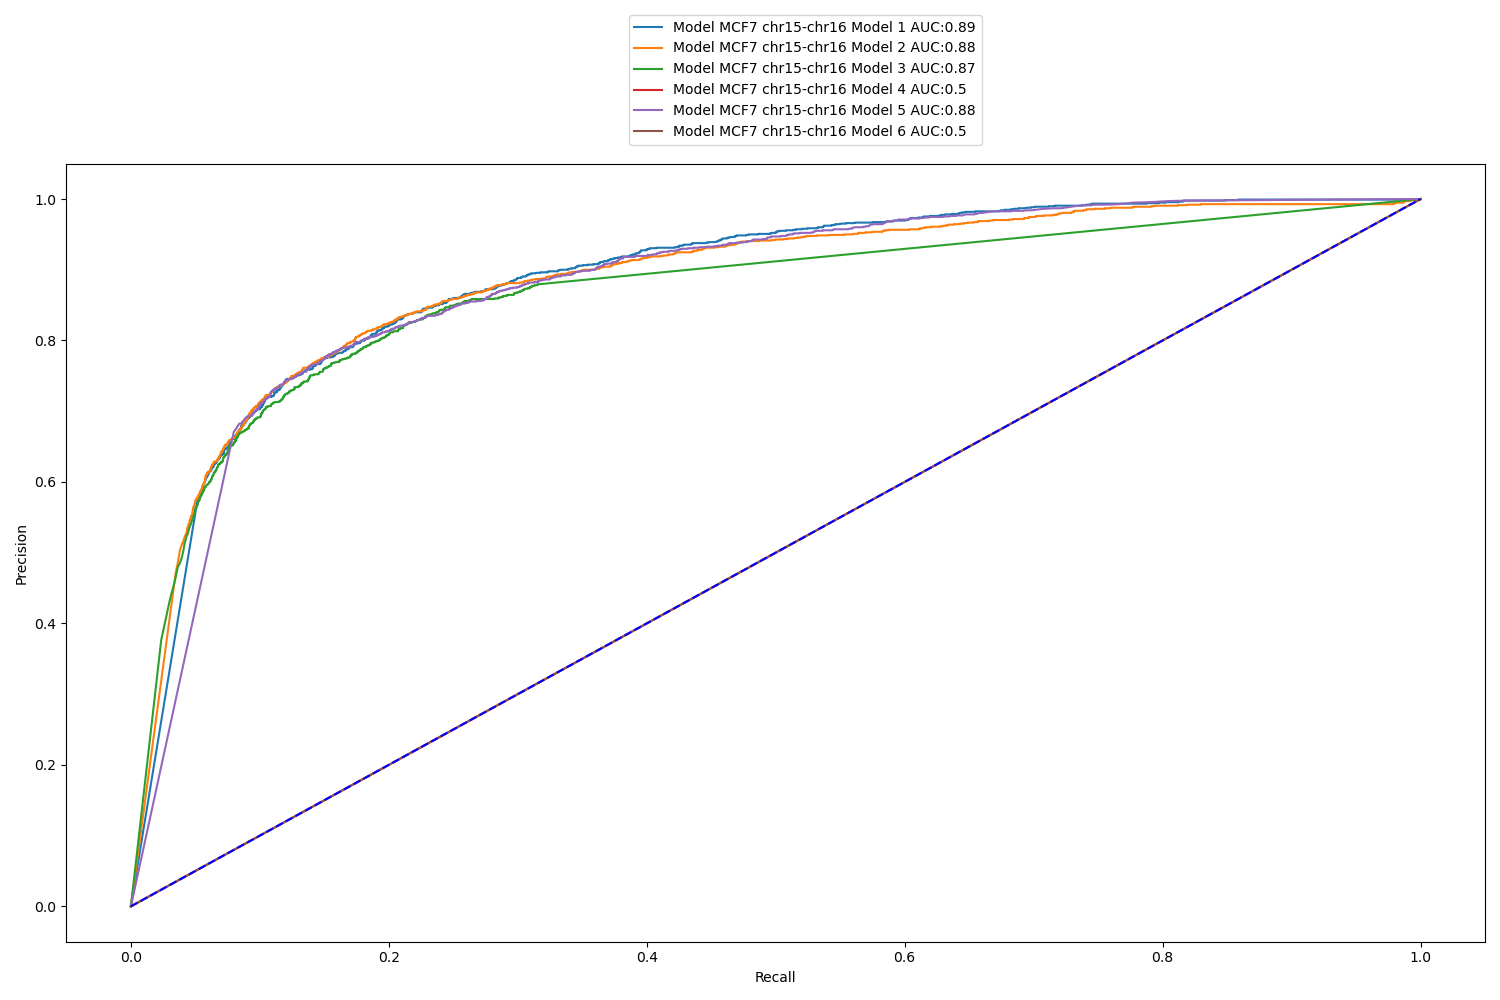 Model MCF7 chr15-chr16 Model 1 AUC:0.89
Model MCF7 chr15-chr16 Model 2 AUC:0.88
Model MCF7 chr15-chr16 Model 3 AUC:0.87
Model MCF7 chr15-chr16 Model 4 AUC:0.5
Model MCF7 chr15-chr16 Model 5 AUC:0.88
Model MCF7 chr15-chr16 Model 6 AUC:0.5
1.0
0.8
0.6
0.4
0.2
0.0
Precision
0.0 0.2 0.4 0.6 0.8 1.0
Recall